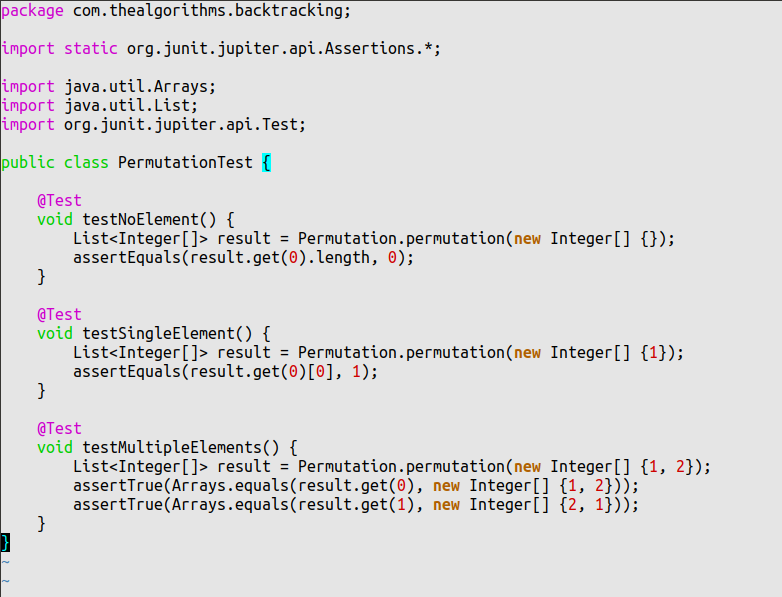 package com.thealgorithms.backtracking;

import static org.junit.jupiter.api.Assertions.*;

import java.util.Arrays;
import java.util.List;
import org.junit.jupiter.api.Test;

public class PermutationTest {

    @Test
    void testNoElement() {
        List<Integer[]> result = Permutation.permutation(new Integer[] {});
        assertEquals(result.get(0).length, 0);
    }

    @Test
    void testSingleElement() {
        List<Integer[]> result = Permutation.permutation(new Integer[] {1});
        assertEquals(result.get(0)[0], 1);
    }

    @Test
    void testMultipleElements() {
        List<Integer[]> result = Permutation.permutation(new Integer[] {1, 2});
        assertTrue(Arrays.equals(result.get(0), new Integer[] {1, 2}));
        assertTrue(Arrays.equals(result.get(1), new Integer[] {2, 1}));
    }
}
~
~